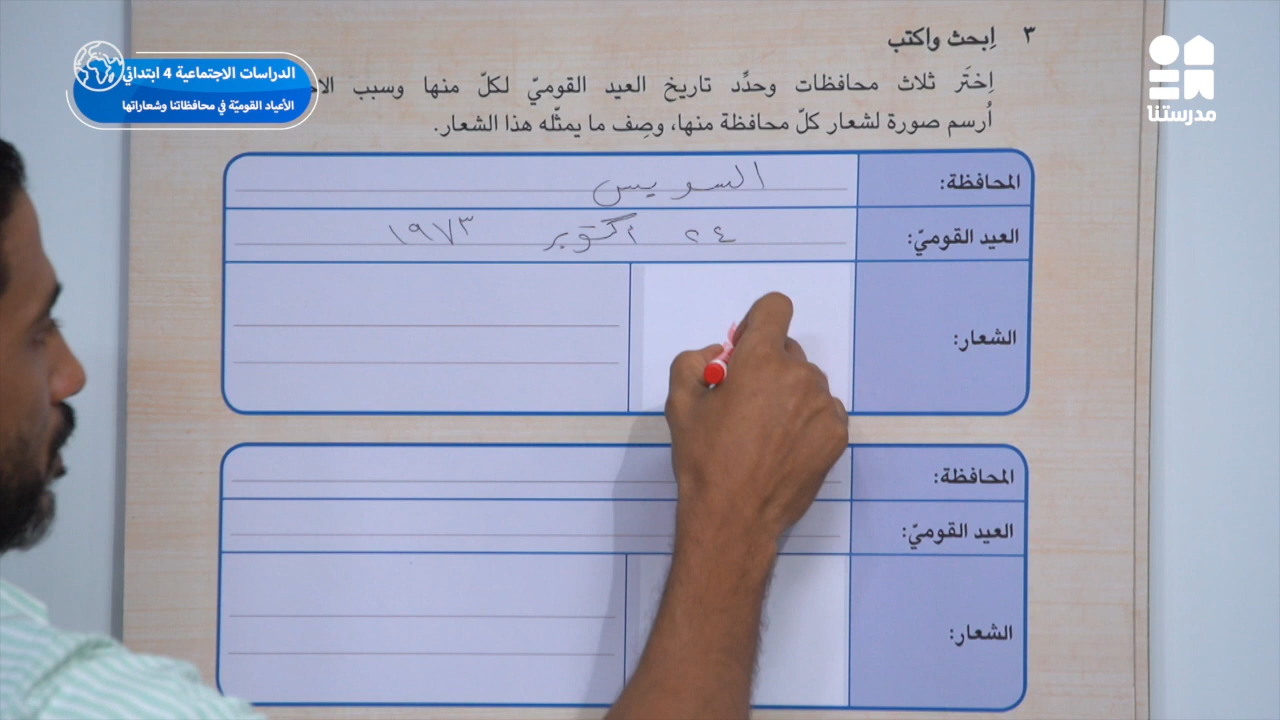 الدراسات الاجتماعية 4 ابتدائي
الأعياد القوميّة في محافظاتنا وشعاراتها
مدرستنا
٣ اِبحث واكتب
اِختَر ثلاث محافظات وحدِّد تاريخ العيد القوميّ لكلّ منها وسبب
اُرسم صورة لشعار كلّ محافظة منها، وصِف ما يمثّله هذا الشعار.
المحافظة: السويس
العيد القوميّ: ٢٤ اكتوبر ١٩٧٣
الشعار:
المحافظة:
العيد القوميّ:
الشعار: